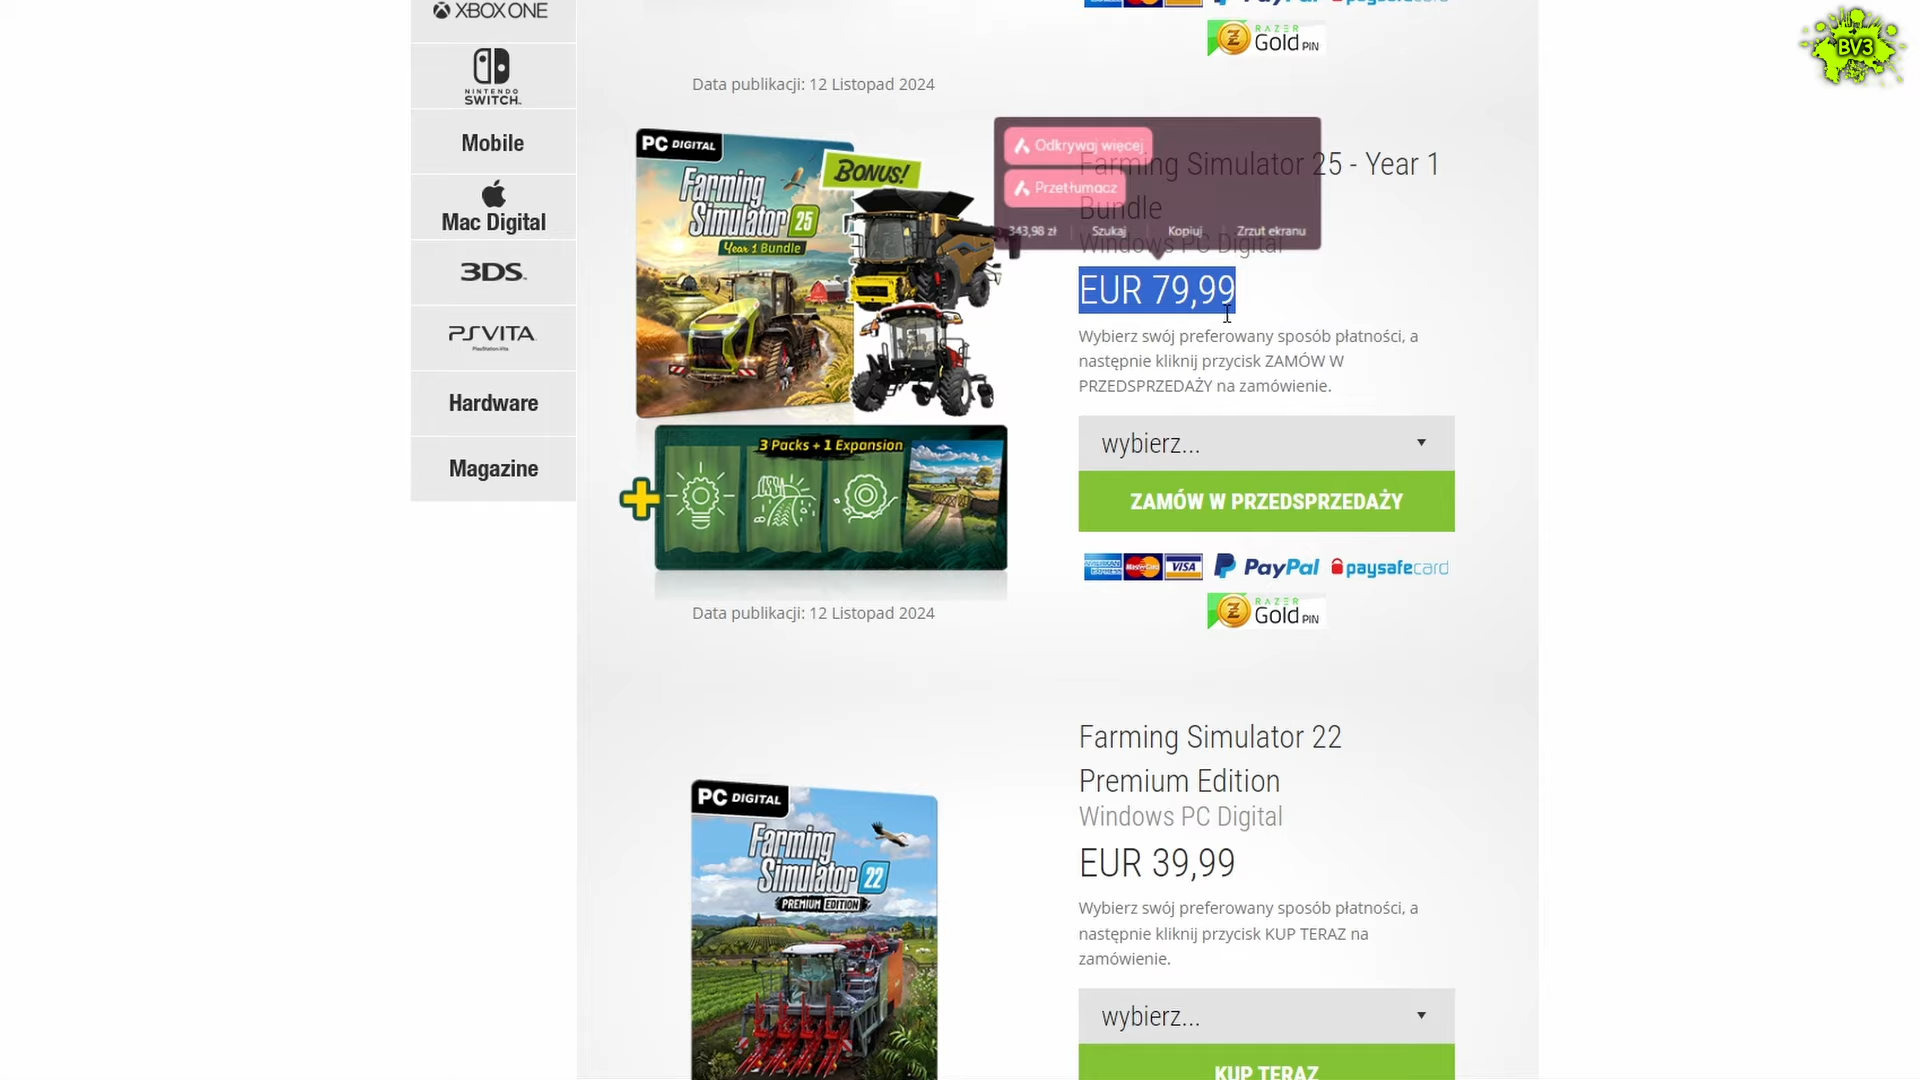 XBOX ONE
NINTENDO
SWITCH
Mobile
Mac Digital
3DS
PSVITA
PlayStation.Vita
Hardware
Magazine
RAZER
Gold PIN
BV3
Data publikacji: 12 Listopad 2024
PC DIGITAL
Farming
Simulator 25
Year 1 Bundle
BONUS!
3 Packs + 1 Expansion
Data publikacji: 12 Listopad 2024
Odkrywaj więcej
Przetłumacz
343,98 zł
Szukaj
Kopiuj
Zrzut ekranu
Farming Simulator 25 - Year 1
Bundle
Windows PC Digital
EUR 79,99
Wybierz swój preferowany sposób płatności, a
następnie kliknij przycisk ZAMÓW W
PRZEDSPRZEDAŻY na zamówienie.
wybierz...
ZAMÓW W PRZEDSPRZEDAŻY
AMERICAN EXPRESS
MasterCard
VISA
PayPal
paysafecard
RAZER
Gold PIN
PC DIGITAL
Farming
Simulator 22
PREMIUM EDITION
Farming Simulator 22
Premium Edition
Windows PC Digital
EUR 39,99
Wybierz swój preferowany sposób płatności, a
następnie kliknij przycisk KUP TERAZ na
zamówienie.
wybierz...
KUP TERAZ